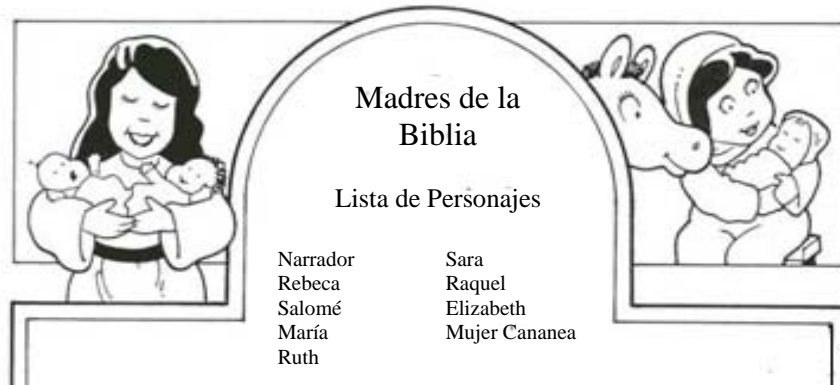 Madres de la
Biblia
Lista de Personajes
Narrador
Rebeca
Salomé
María
Ruth
Sara
Raquel
Elizabeth
Mujer Cananea